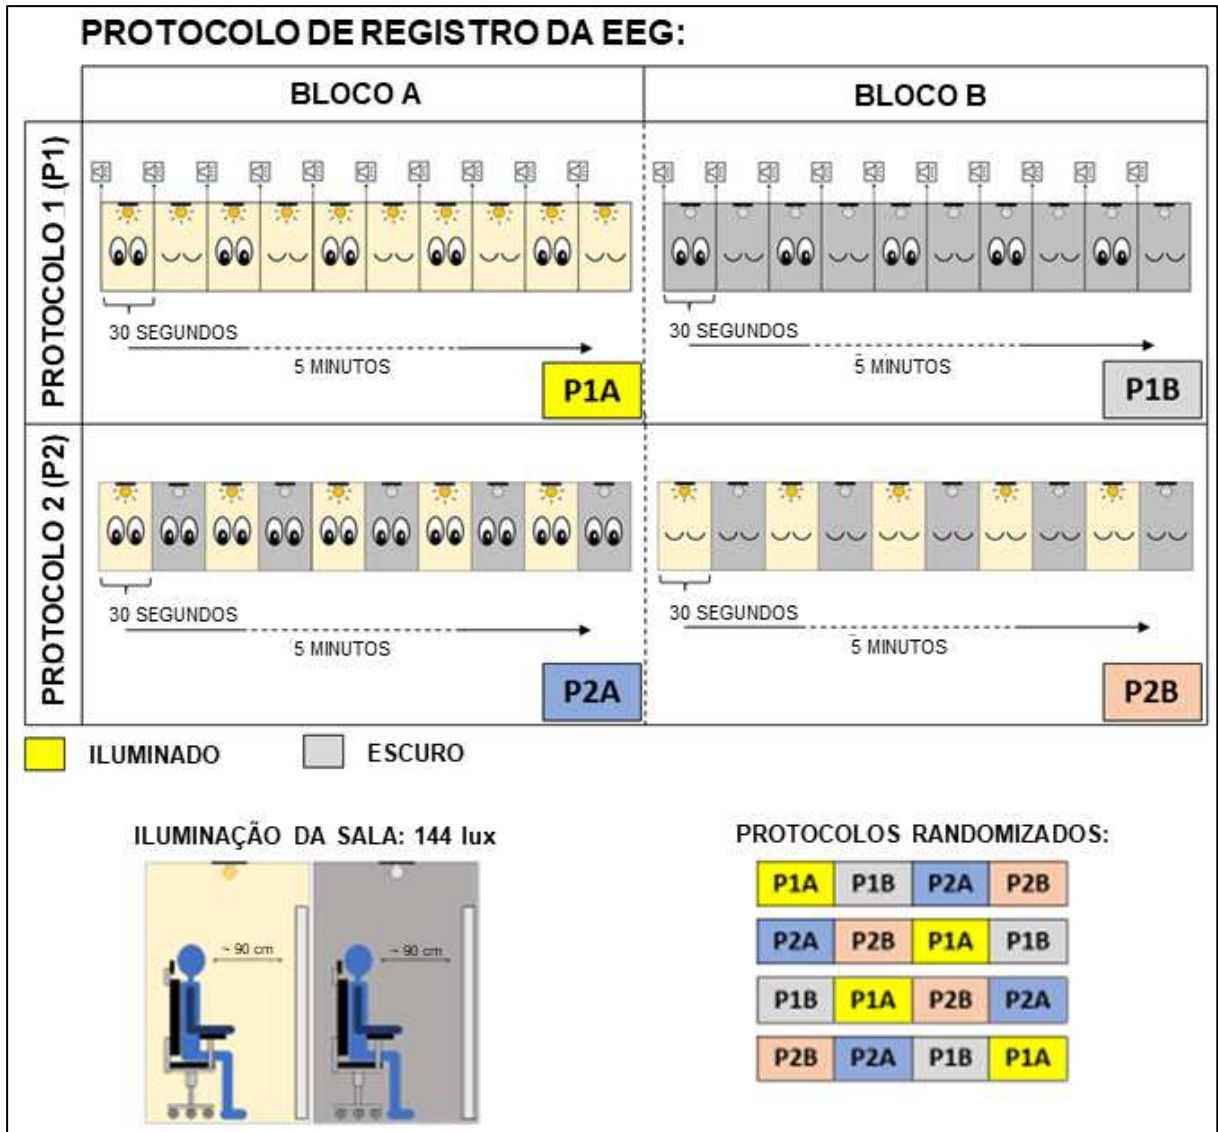 PROTOCOLO DE REGISTRO DA EEG:
BLOCO A
BLOCO B
PROTOCOLO 1 (P1)
30 SEGUNDOS
5 MINUTOS
P1A
30 SEGUNDOS
5 MINUTOS
P1B
PROTOCOLO 2 (P2)
30 SEGUNDOS
5 MINUTOS
P2A
30 SEGUNDOS
5 MINUTOS
P2B
ILUMINADO
ESCURO
ILUMINAÇÃO DA SALA: 144 lux
~ 90 cm
~ 90 cm
PROTOCOLOS RANDOMIZADOS:
P1A P1B P2A P2B
P2A P2B P1A P1B
P1B P1A P2B P2A
P2B P2A P1B P1A